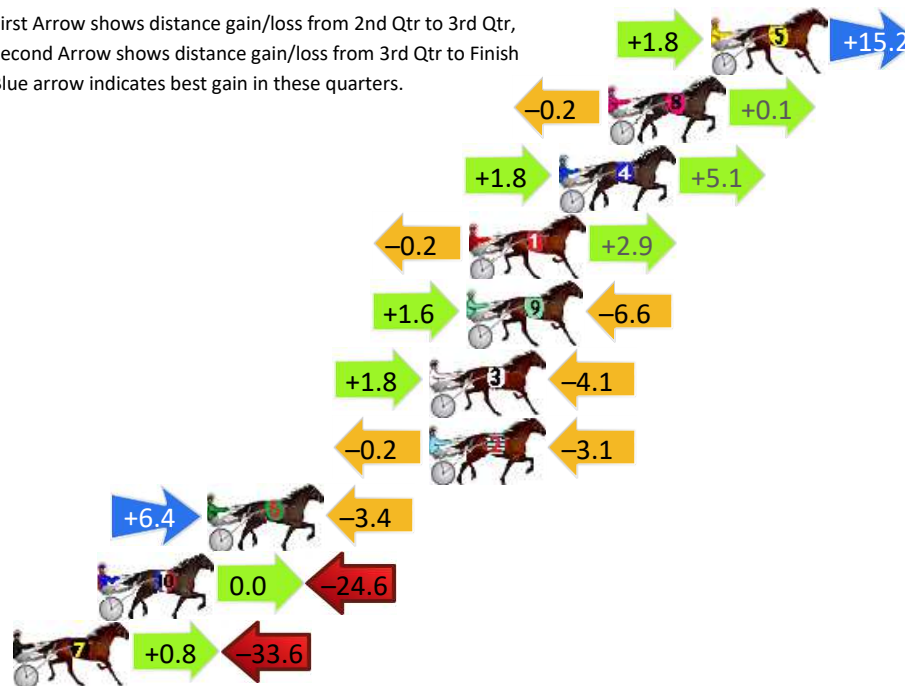 irst Arrow shows distance gain/loss from 2nd Qtr to 3rd Qtr,
econd Arrow shows distance gain/loss from 3rd Qtr to Finish
Blue arrow indicates best gain in these quarters.
+1.8 5 +15.2
–0.2 8 +0.1
+1.8 4 +5.1
–0.2 1 +2.9
+1.6 9 –6.6
+1.8 3 –4.1
–0.2 2 –3.1
+6.4 6 –3.4
10 0.0 –24.6
7 +0.8 –33.6